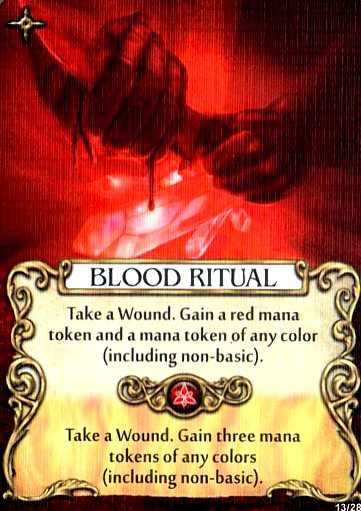 BLOOD RITUAL
Take a Wound. Gain a red mana
token and a mana token of any color
(including non-basic).
Take a Wound. Gain three mana
tokens of any colors
(including non-basic).
13/28